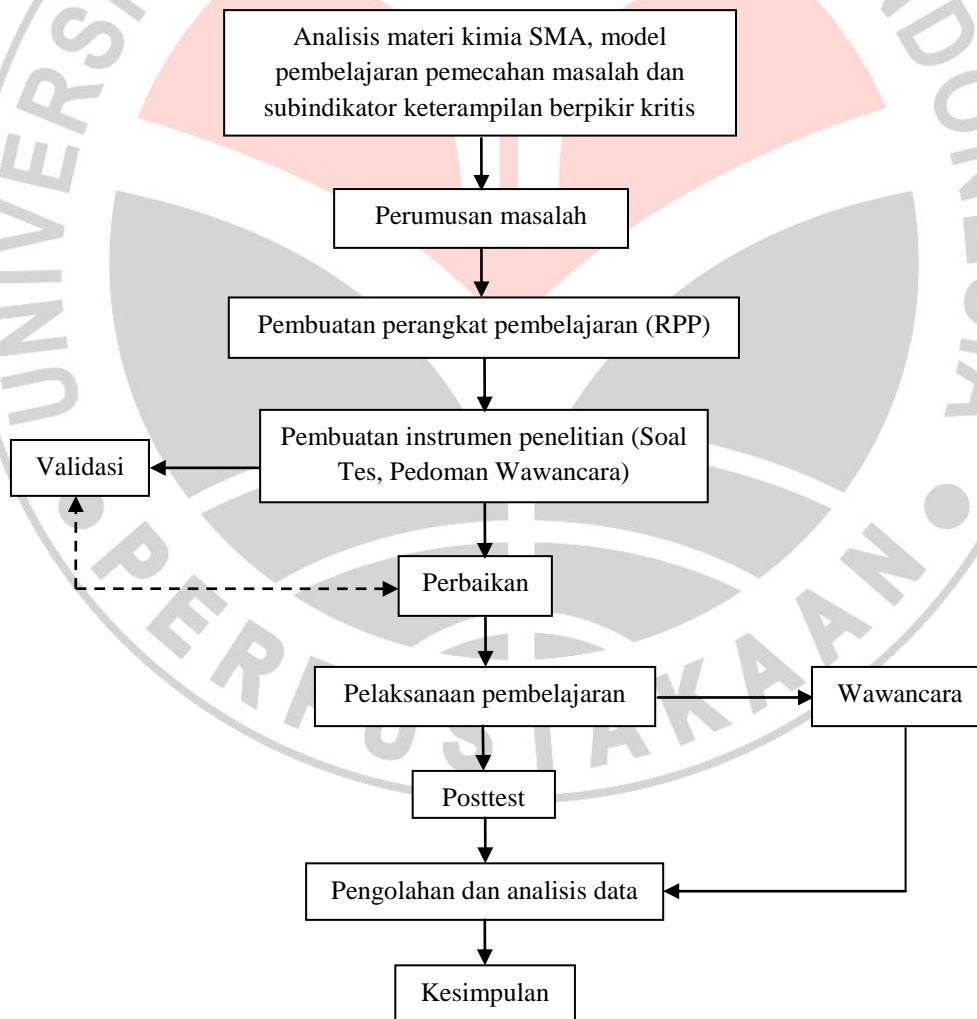 Analisis materi kimia SMA, model
pembelajaran pemecahan masalah dan
subindikator keterampilan berpikir kritis
Perumusan masalah
Pembuatan perangkat pembelajaran (RPP)
Pembuatan instrumen penelitian (Soal
Tes, Pedoman Wawancara)
Validasi
Perbaikan
Pelaksanaan pembelajaran
Wawancara
Posttest
Pengolahan dan analisis data
Kesimpulan
PERPUSTAKAAN